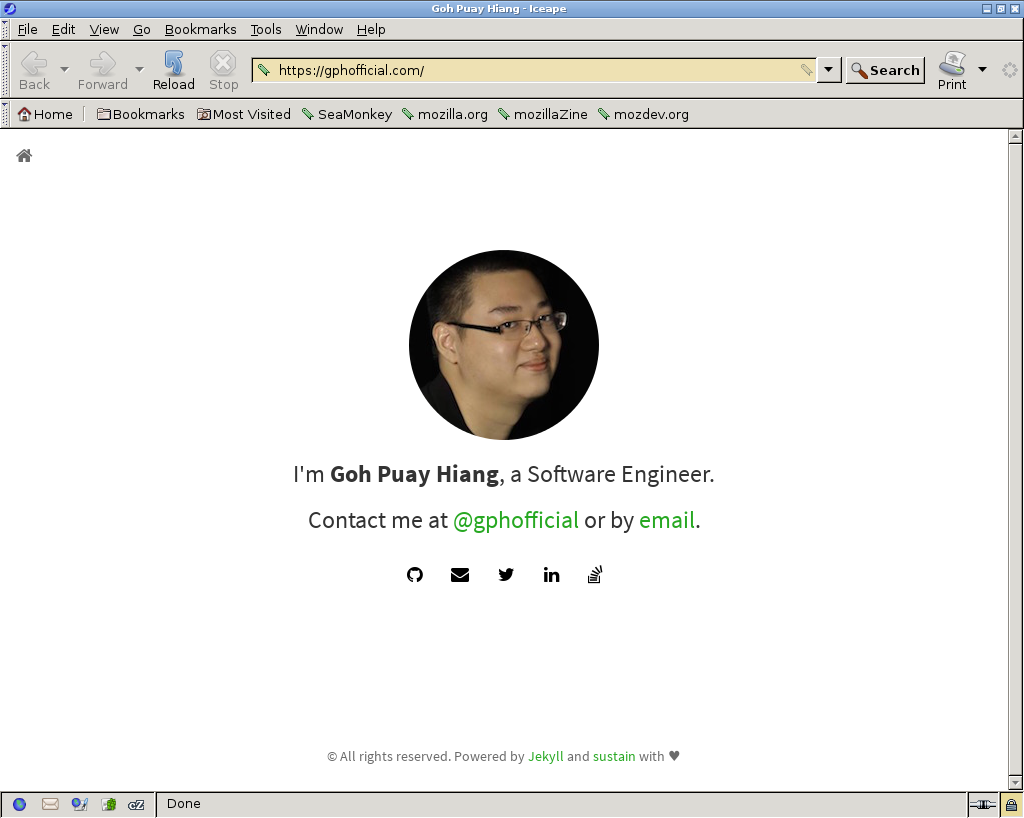 Goh Puay Hiang - Iceape
File Edit View Go Bookmarks Tools Window Help
Back Forward Reload Stop https://gphofficial.com/ Search Print
Home Bookmarks Most Visited SeaMonkey mozilla.org mozillaZine mozdev.org
I'm Goh Puay Hiang, a Software Engineer.
Contact me at @gphofficial or by email.
in
© All rights reserved. Powered by Jekyll and sustain with ♥
cZ Done